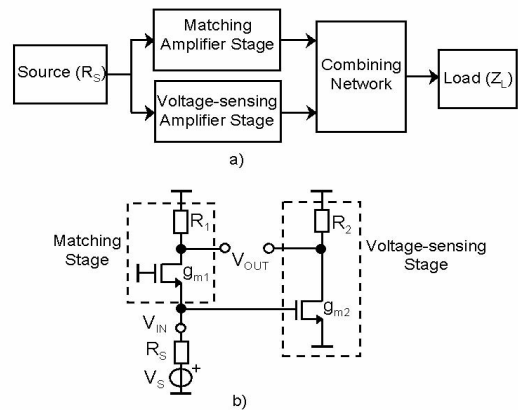 Matching
Amplifier Stage
Source (R_S)
Voltage-sensing
Amplifier Stage
Combining
Network
Load (Z_L)
a)
R_1
R_2
Matching
Stage
V_OUT
Voltage-sensing
Stage
g_m1
g_m2
V_IN
R_S
V_S
+
b)